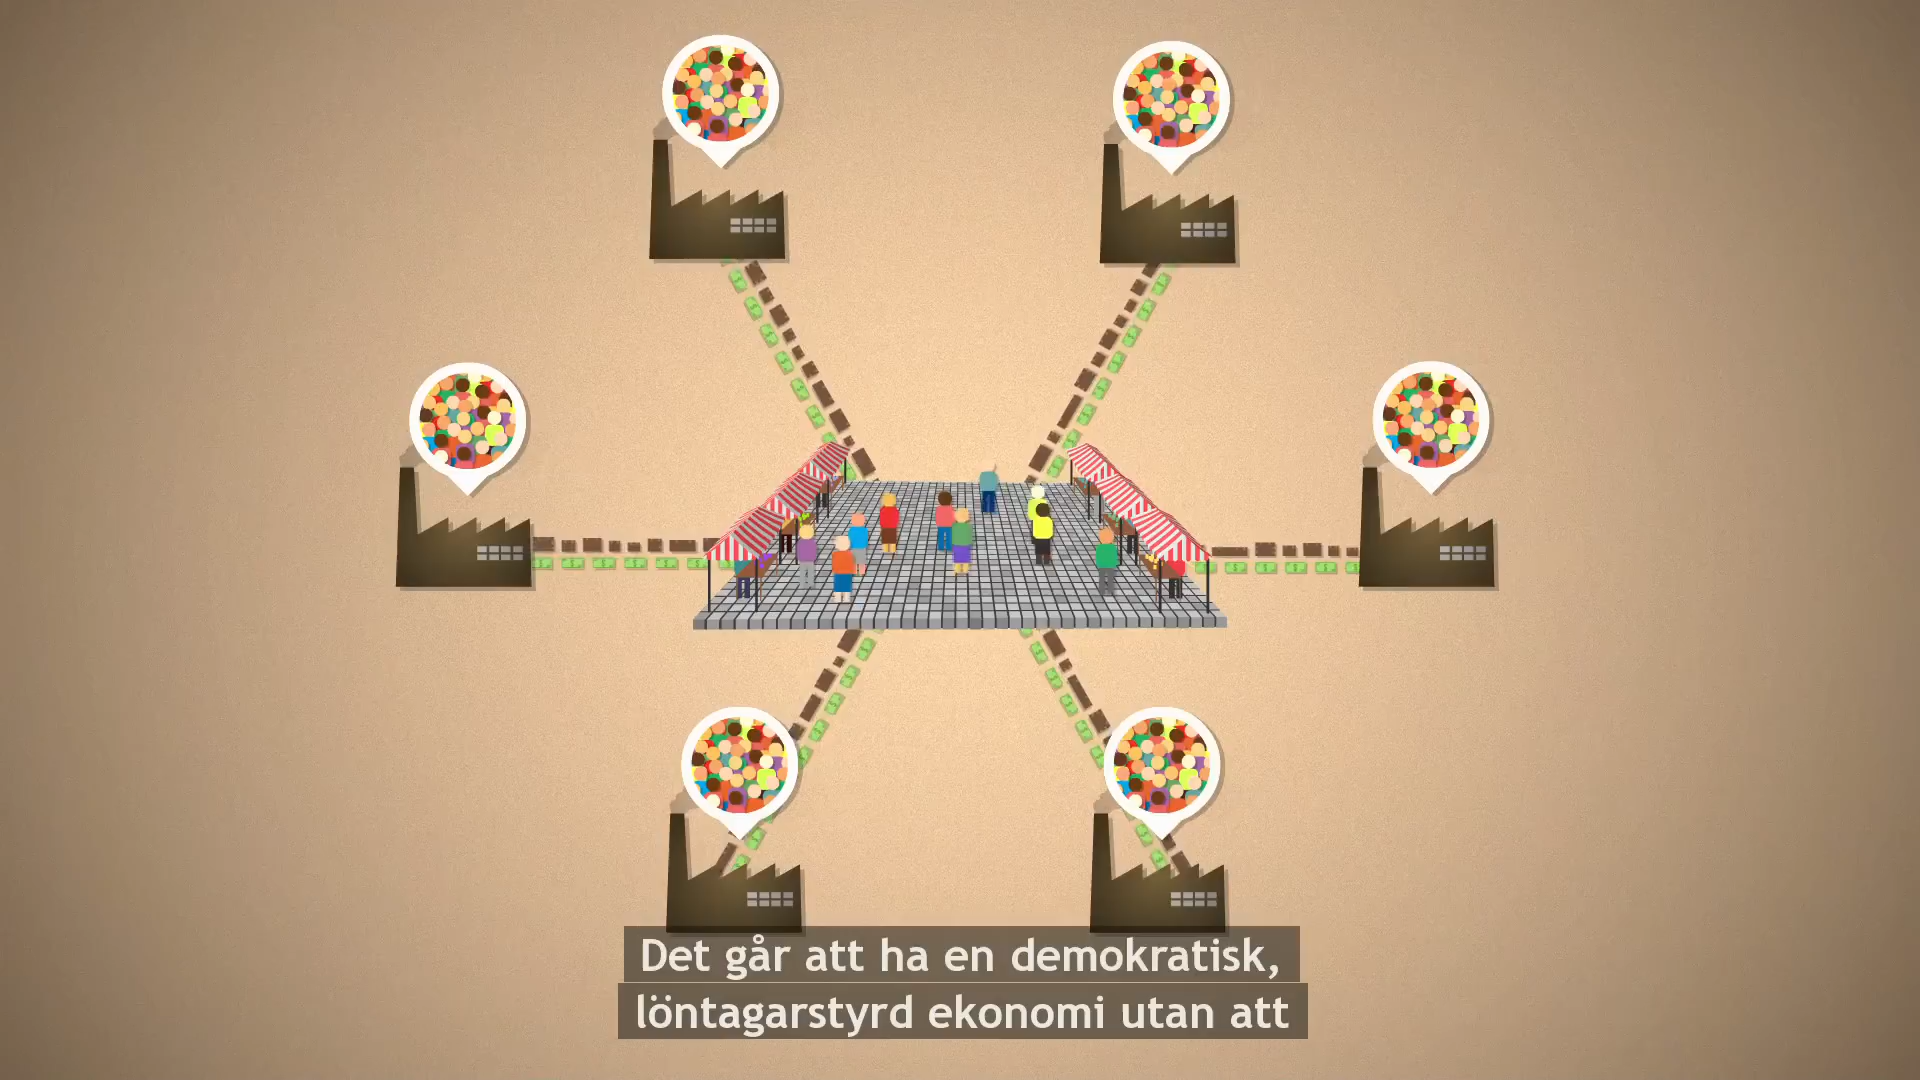 Det går att ha en demokratisk,
löntagarstyrd ekonomi utan att